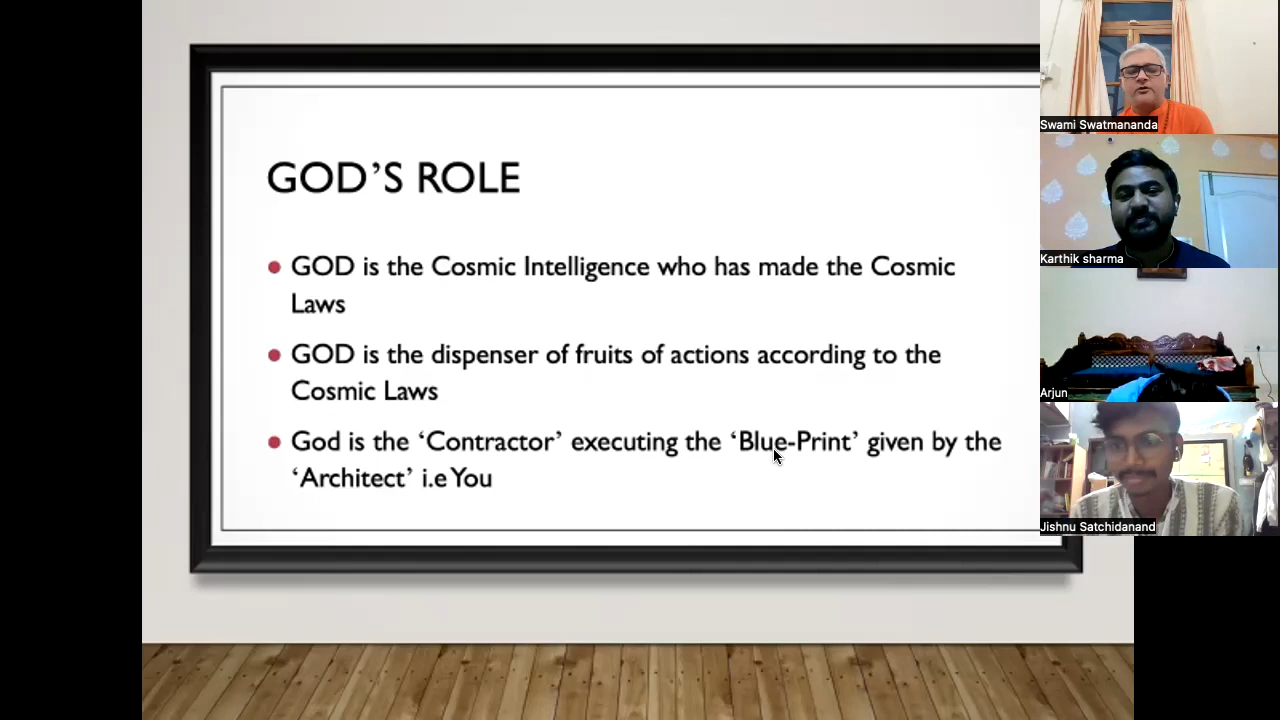 GOD’S ROLE
GOD is the Cosmic Intelligence who has made the Cosmic
Laws
GOD is the dispenser of fruits of actions according to the
Cosmic Laws
God is the ‘Contractor’ executing the ‘Blue-Print’ given by the
‘Architect’ i.e You
Swami Swatmananda
Karthik sharma
Arjun
Jishnu Satchidanand